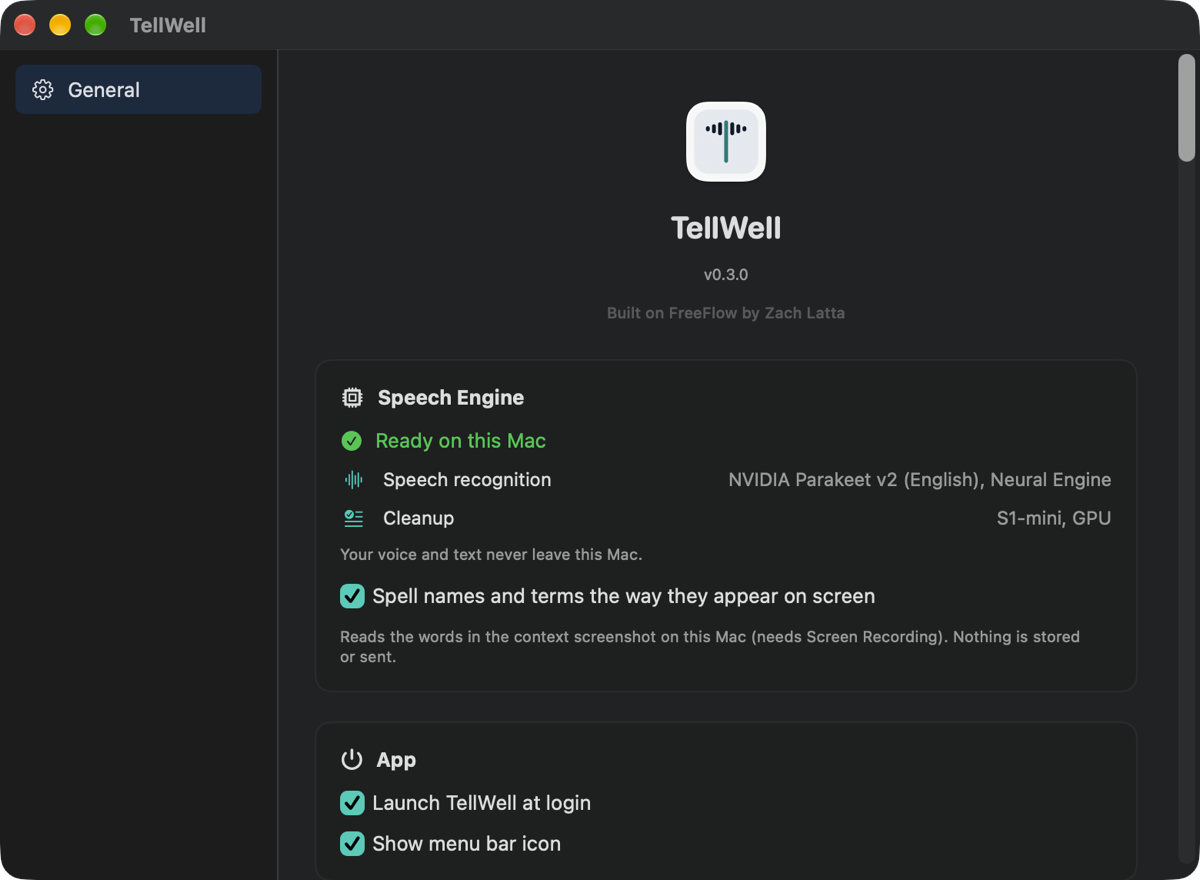 TellWell
General
TellWell
v0.3.0
Built on FreeFlow by Zach Latta
Speech Engine
Ready on this Mac
Speech recognition NVIDIA Parakeet v2 (English), Neural Engine
Cleanup S1-mini, GPU
Your voice and text never leave this Mac.
Spell names and terms the way they appear on screen
Reads the words in the context screenshot on this Mac (needs Screen Recording). Nothing is stored
or sent.
App
Launch TellWell at login
Show menu bar icon